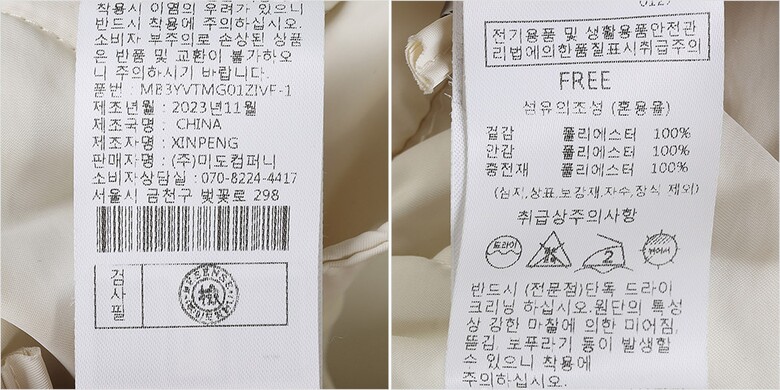 착용시 이염의 우려가 있으니
반드시 착용에 주의하십시오.
소비자 부주의로 손상된 상품
은 반품 및 교환이 불가하오
니 주의하시기 바랍니다.
품번 : MB3YVTMG01ZIVF-1
제조년월 : 2023년11월
제조국명 : CHINA
제조자명 : XINPENG
판매자명 : (주)미도컴퍼니
소비자상담실 : 070-8224-4417
서울시 금천구 벚꽃로 298
검사필
전기용품 및 생활용품안전관
리법에의한품질표시취급주의
FREE
섬유의조성 (혼용율)
겉감 폴리에스터 100%
안감 폴리에스터 100%
충전재 폴리에스터 100%
(심지,상표,보강재,자수,장식 제외)
취급상주의사항
드라이
2
반드시 (전문점)단독 드라이
크리닝 하십시오.원단의 특성
상 강한 마찰에 의한 미어짐,
뜯김, 보푸라기 등이 발생할
수 있으니 착용에
주의하십시오.